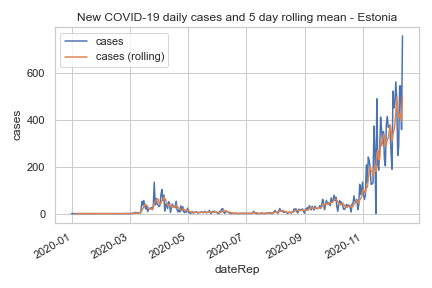 New COVID-19 daily cases and 5 day rolling mean - Estonia
cases
cases (rolling)
cases
600
400
200
0
2020-01
2020-03
2020-05
2020-07
2020-09
2020-11
dateRep